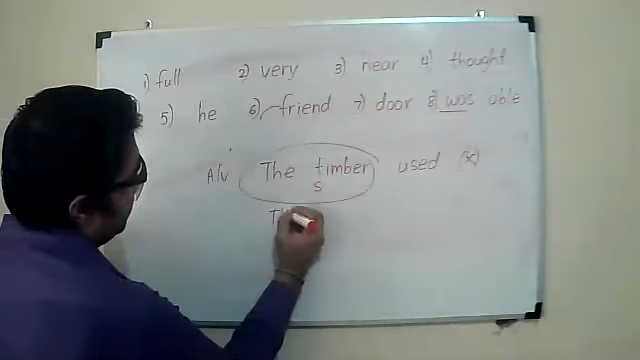 1) full 2) very 3) near 4) thought
5) he 6) friend 7) door 8) was able
A/V The timber used (x)
S
Th